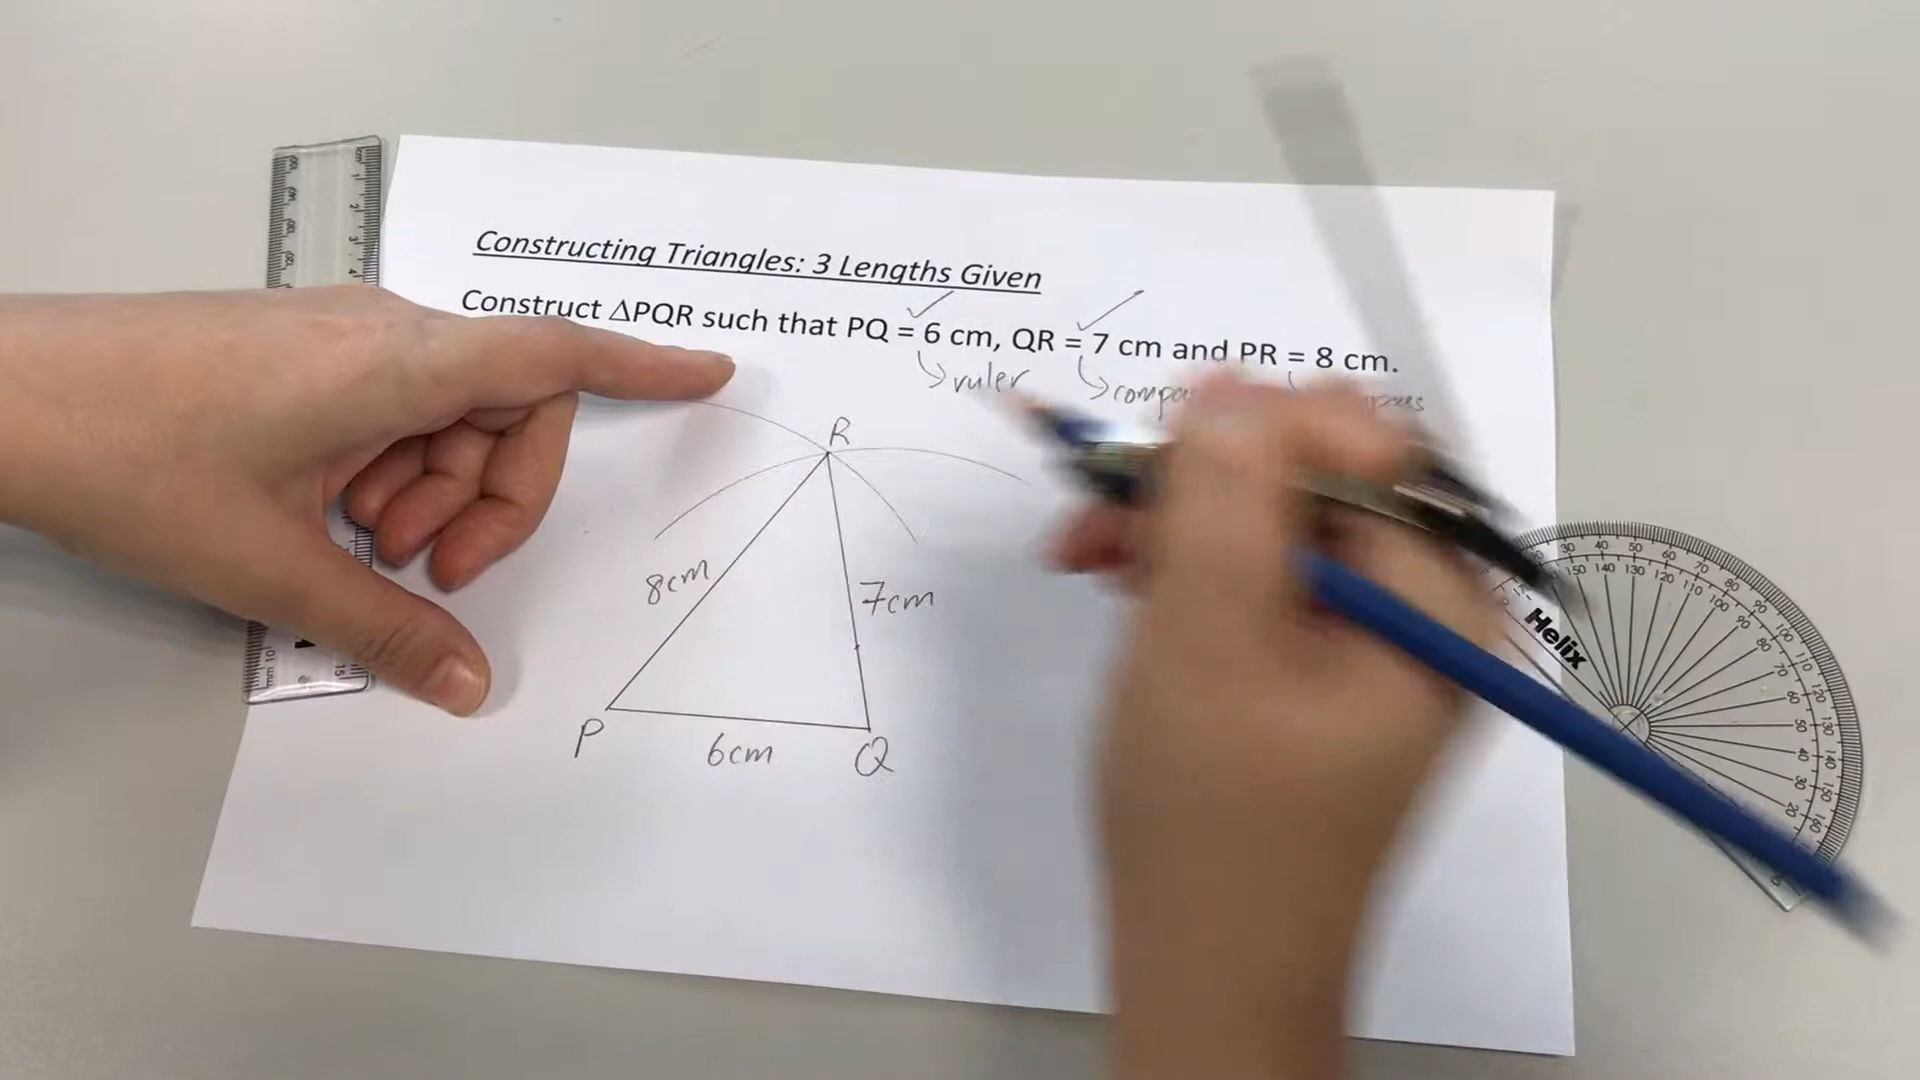 Constructing Triangles: 3 Lengths Given
Construct ΔPQR such that PQ = 6 cm, QR = 7 cm and PR = 8 cm.
ruler
R
8cm
7cm
P
6cm
Q
Helix